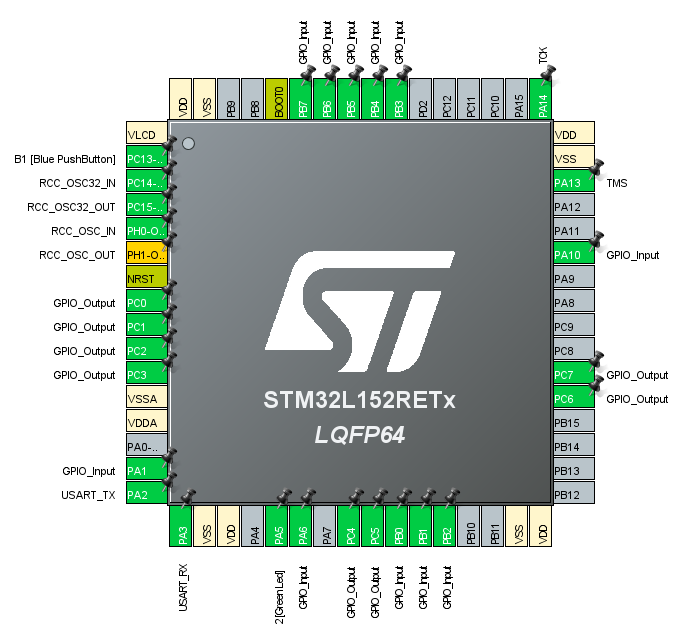 GPIO_Input
GPIO_Input
GPIO_Input
GPIO_Input
GPIO_Input
TCK
VDD
VSS
PB9
PB8
BOOT0
PB7
PB6
PB5
PB4
PB3
PD2
PC12
PC11
PC10
PA15
PA14
VLCD
B1 [Blue PushButton] PC13-..
RCC_OSC32_IN PC14-..
RCC_OSC32_OUT PC15-..
RCC_OSC_IN PH0-O..
RCC_OSC_OUT PH1-O..
NRST
GPIO_Output PC0
GPIO_Output PC1
GPIO_Output PC2
GPIO_Output PC3
VSSA
VDDA
PA0-..
GPIO_Input PA1
USART_TX PA2
STM32L152RETx
LQFP64
VDD
VSS
PA13 TMS
PA12
PA11
PA10 GPIO_Input
PA9
PA8
PC9
PC8
PC7 GPIO_Output
PC6 GPIO_Output
PB15
PB14
PB13
PB12
PA3
VSS
VDD
PA4
PA5
PA6
PA7
PC4
PC5
PB0
PB1
PB2
PB10
PB11
VSS
VDD
USART_RX
2 [Green Led]
GPIO_Input
GPIO_Output
GPIO_Output
GPIO_Input
GPIO_Input
GPIO_Input